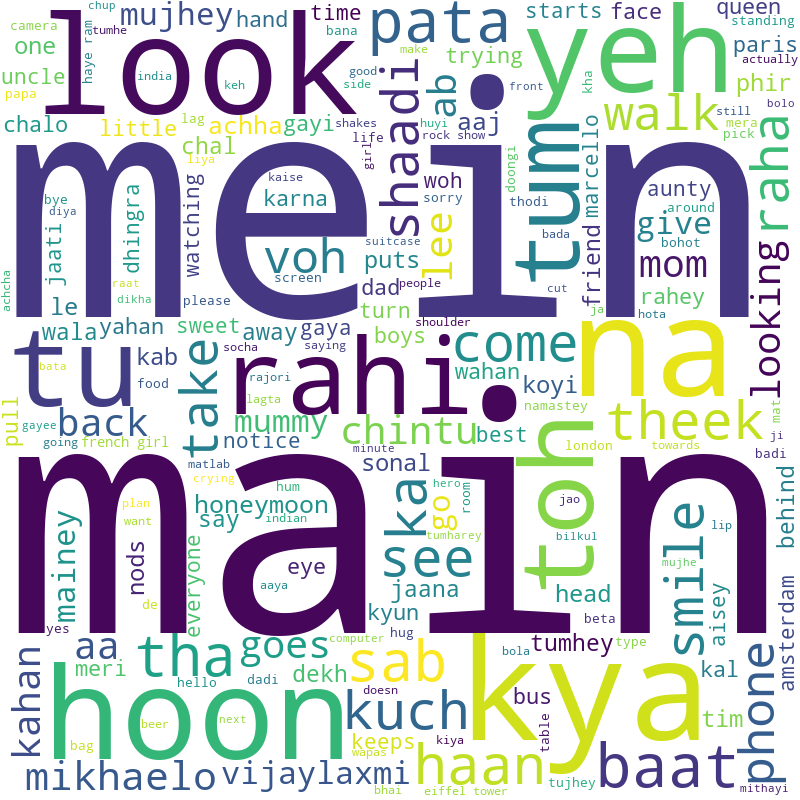 chup
camera
mujhey
hand
haye ram
time
tumhe
bana
pata
starts
face
queen
standing
one
uncle
papa
look
india
keh
good
side
make
trying
yeh
kha
front
paris
actually
phir
bolo
chalo
little
lag
achha
gayi
chal
liya
shakes
life
girl
huyi
rock show
aaj
ab
shaadi
walk
still
mera
pick
raha
mein
bye
diya
jaati
dhingra
watching
kaise
karna
woh
sorry
doongi
thodi
tum
marcello
friend
aunty
around
give
bohot
achcha
raat
dikha
le
please
voh
screen
suitcase
puts
lee
bada
cut
mom
rahey
ja
hota
looking
people
dad
turn
shoulder
boys
wala
yahan
sweet
away
gaya
saying
tu
kab
bata
food
take
socha
rahi
rajori
lagta
come
wahan
koyi
na
namastey
theek
mat
ji
badi
pull
gayee
back
going
french girl
matlab
notice
mummy
chintu
minute
best
sonal
london
towards
behind
main
crying
plan
want
hum
honeymoon
indian
say
ka
go
hero
room
tumharey
toh
jao
bilkul
smile
lip
mujhe
mainey
nods
de
everyone
aaya
eye
see
jaana
kyun
head
aisey
yes
beta
hug
computer
kahan
aa
meri
tha
hello
goes
dadi
dekh
sab
doesn
bola
kya
tumhey
type
kal
amsterdam
hoon
beer
next
bag
kuch
keeps
wapas
kiya
bus
table
tim
phone
mikhaelo
vijaylaxmi
bhai
haan
eiffel tower
tujhey
baat
mithayi